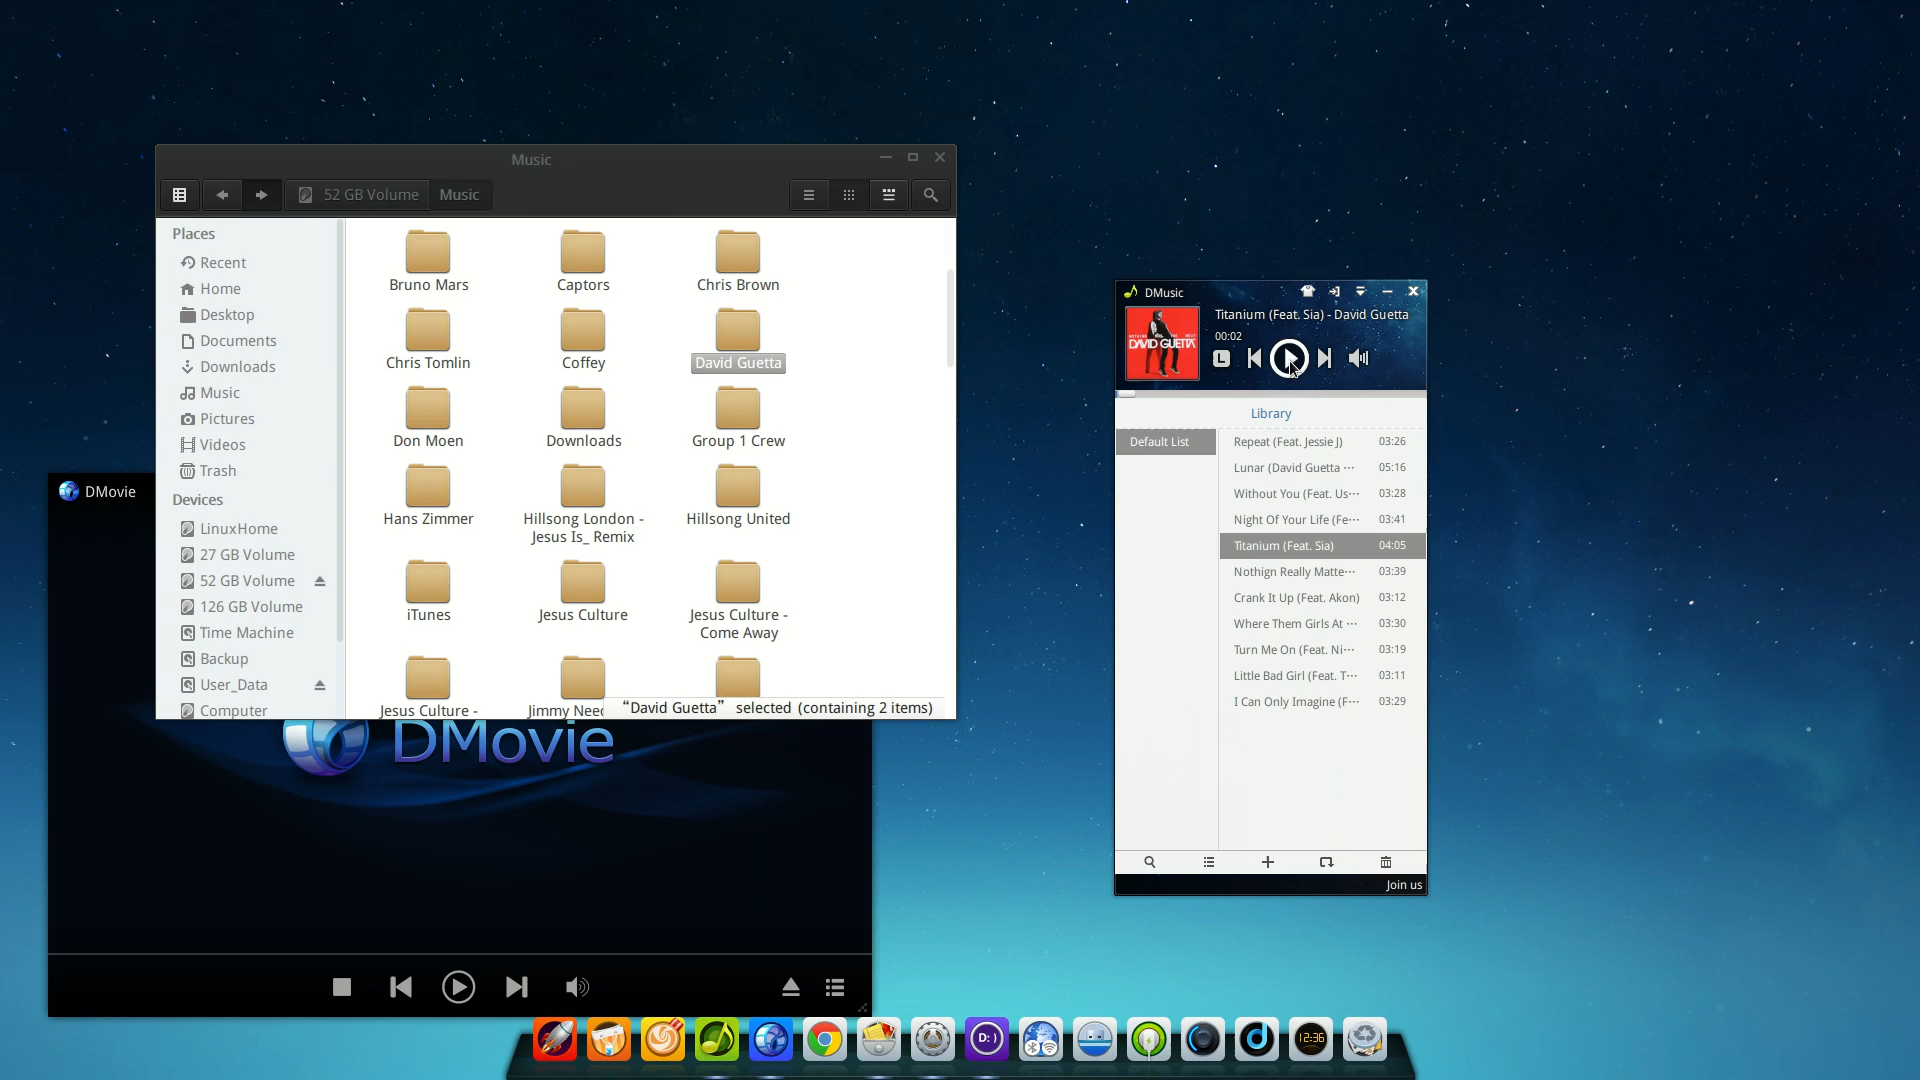 Music
52 GB Volume
Music
Places
Recent
Home
Desktop
Documents
Downloads
Music
Pictures
Videos
Trash
Devices
LinuxHome
27 GB Volume
52 GB Volume
126 GB Volume
Time Machine
Backup
User_Data
Computer
Bruno Mars
Captors
Chris Brown
Chris Tomlin
Coffey
David Guetta
Don Moen
Downloads
Group 1 Crew
Hans Zimmer
Hillsong London -
Jesus Is_ Remix
Hillsong United
iTunes
Jesus Culture
Jesus Culture -
Come Away
Jesus Culture -
Jimmy Need
“David Guetta” selected (containing 2 items)
DMovie
DMovie
DMusic
Titanium (Feat. Sia) - David Guetta
00:02
DAVID GUETTA
L
Library
Default List
Repeat (Feat. Jessie J) 03:26
Lunar (David Guetta ··· 05:16
Without You (Feat. Us··· 03:28
Night Of Your Life (Fe··· 03:41
Titanium (Feat. Sia) 04:05
Nothign Really Matte··· 03:39
Crank It Up (Feat. Akon) 03:12
Where Them Girls At ··· 03:30
Turn Me On (Feat. Ni··· 03:19
Little Bad Girl (Feat. T··· 03:11
I Can Only Imagine (F··· 03:29
Join us
D:)
12:36